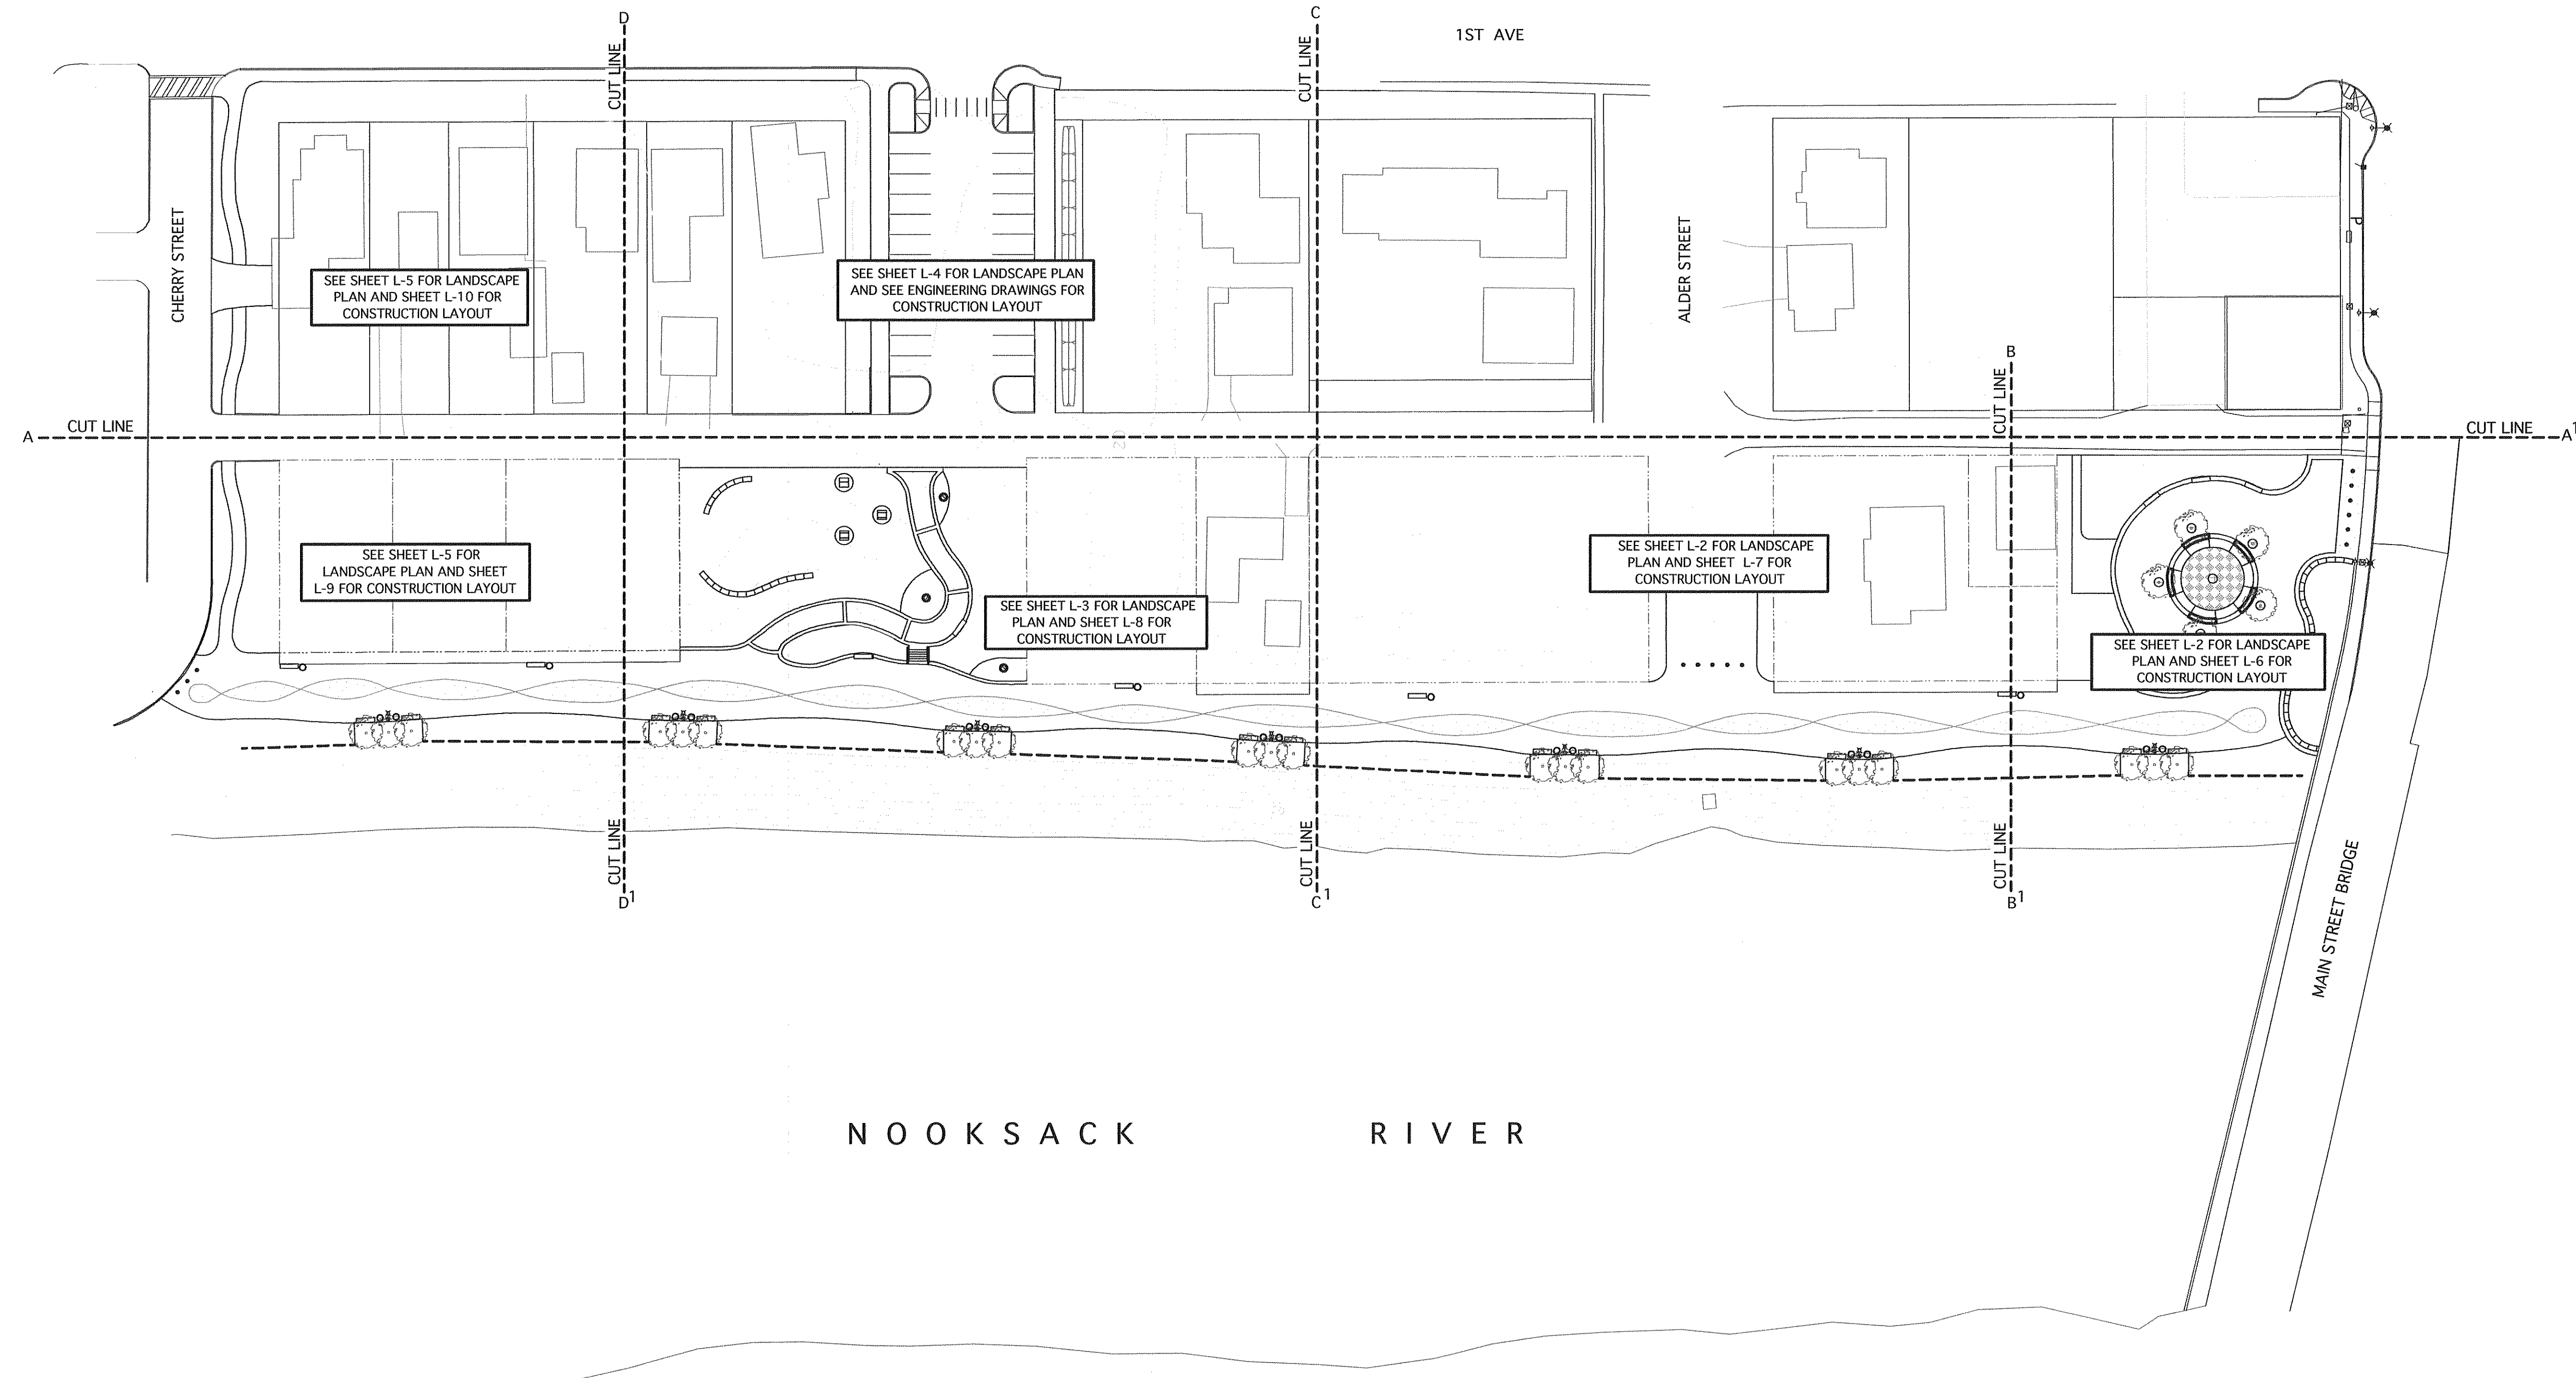 D
C
1ST AVE
CUT LINE
CUT LINE
CHERRY STREET
ALDER STREET
SEE SHEET L-5 FOR LANDSCAPE
PLAN AND SHEET L-10 FOR
CONSTRUCTION LAYOUT
SEE SHEET L-4 FOR LANDSCAPE PLAN
AND SEE ENGINEERING DRAWINGS FOR
CONSTRUCTION LAYOUT
P
B
CUT LINE
A
CUT LINE
CUT LINE
A1
SEE SHEET L-5 FOR
LANDSCAPE PLAN AND SHEET
L-9 FOR CONSTRUCTION LAYOUT
SEE SHEET L-3 FOR LANDSCAPE
PLAN AND SHEET L-8 FOR
CONSTRUCTION LAYOUT
SEE SHEET L-2 FOR LANDSCAPE
PLAN AND SHEET L-7 FOR
CONSTRUCTION LAYOUT
SEE SHEET L-2 FOR LANDSCAPE
PLAN AND SHEET L-6 FOR
CONSTRUCTION LAYOUT
CUT LINE
D1
CUT LINE
C1
CUT LINE
B1
MAIN STREET BRIDGE
NOOKSACK RIVER